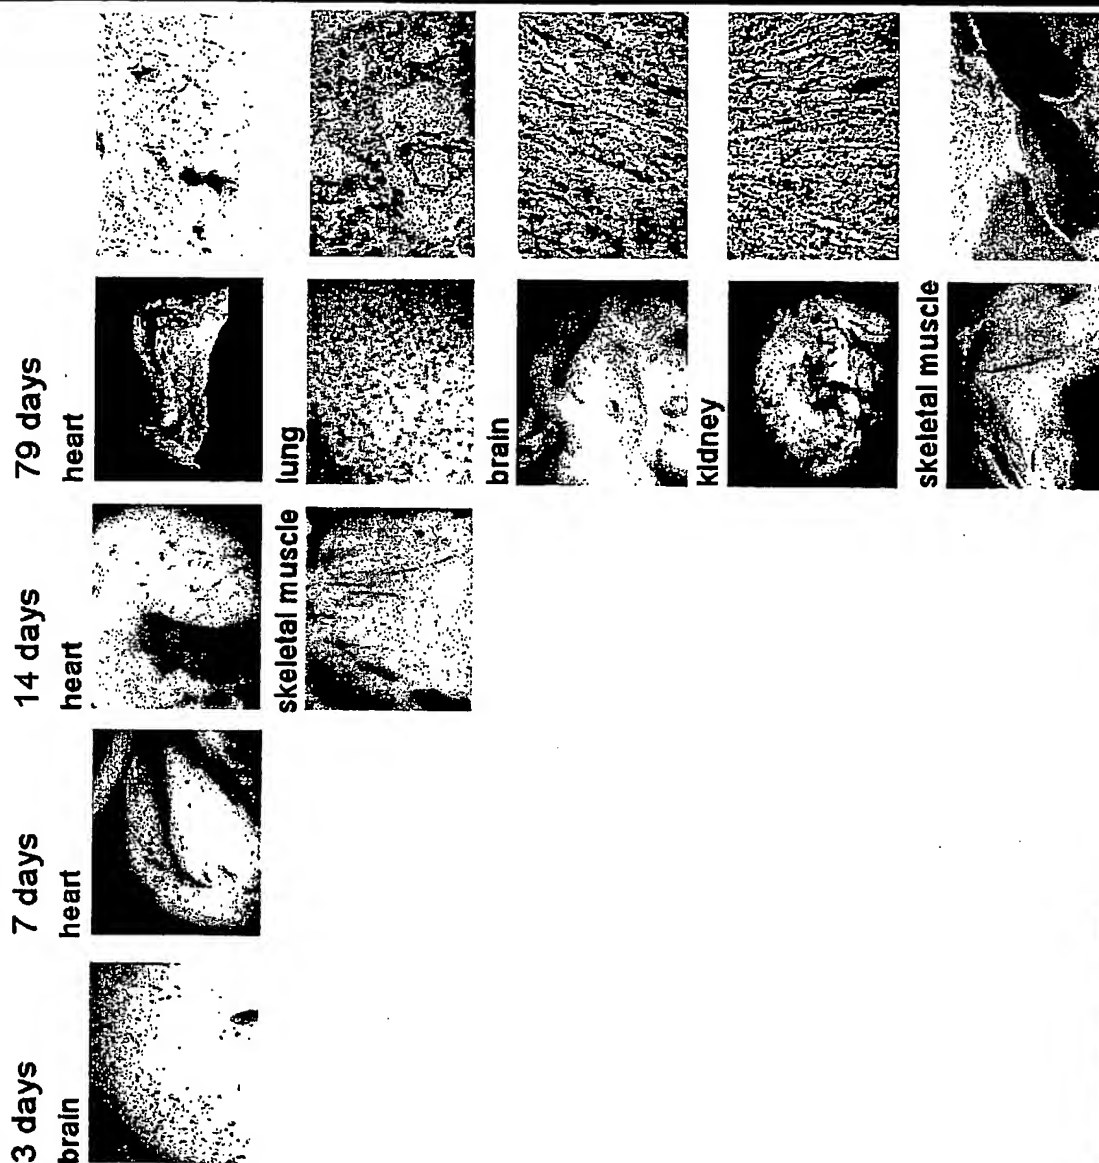 3 days
7 days
14 days
79 days
brain
heart
heart
heart
skeletal muscle
lung
brain
kidney
skeletal muscle